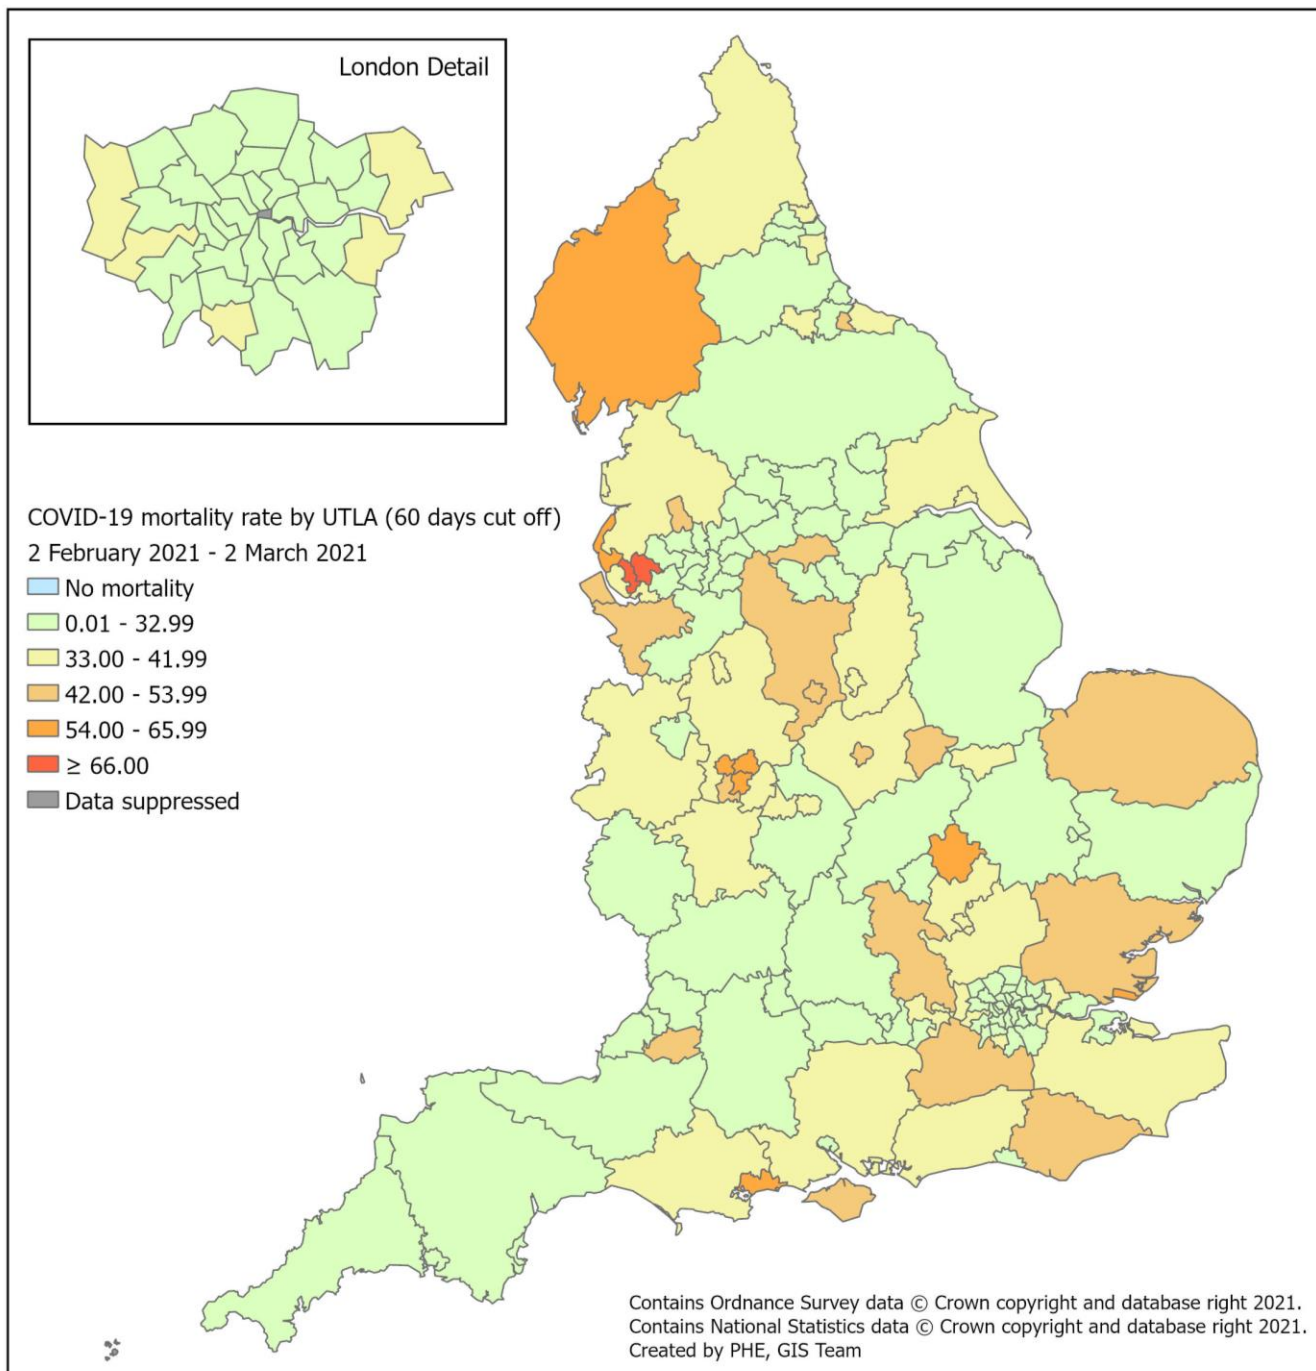 London Detail
COVID-19 mortality rate by UTLA (60 days cut off)
2 February 2021 - 2 March 2021
No mortality
0.01 - 32.99
33.00 - 41.99
42.00 - 53.99
54.00 - 65.99
≥ 66.00
Data suppressed
Contains Ordnance Survey data © Crown copyright and database right 2021.
Contains National Statistics data © Crown copyright and database right 2021.
Created by PHE, GIS Team